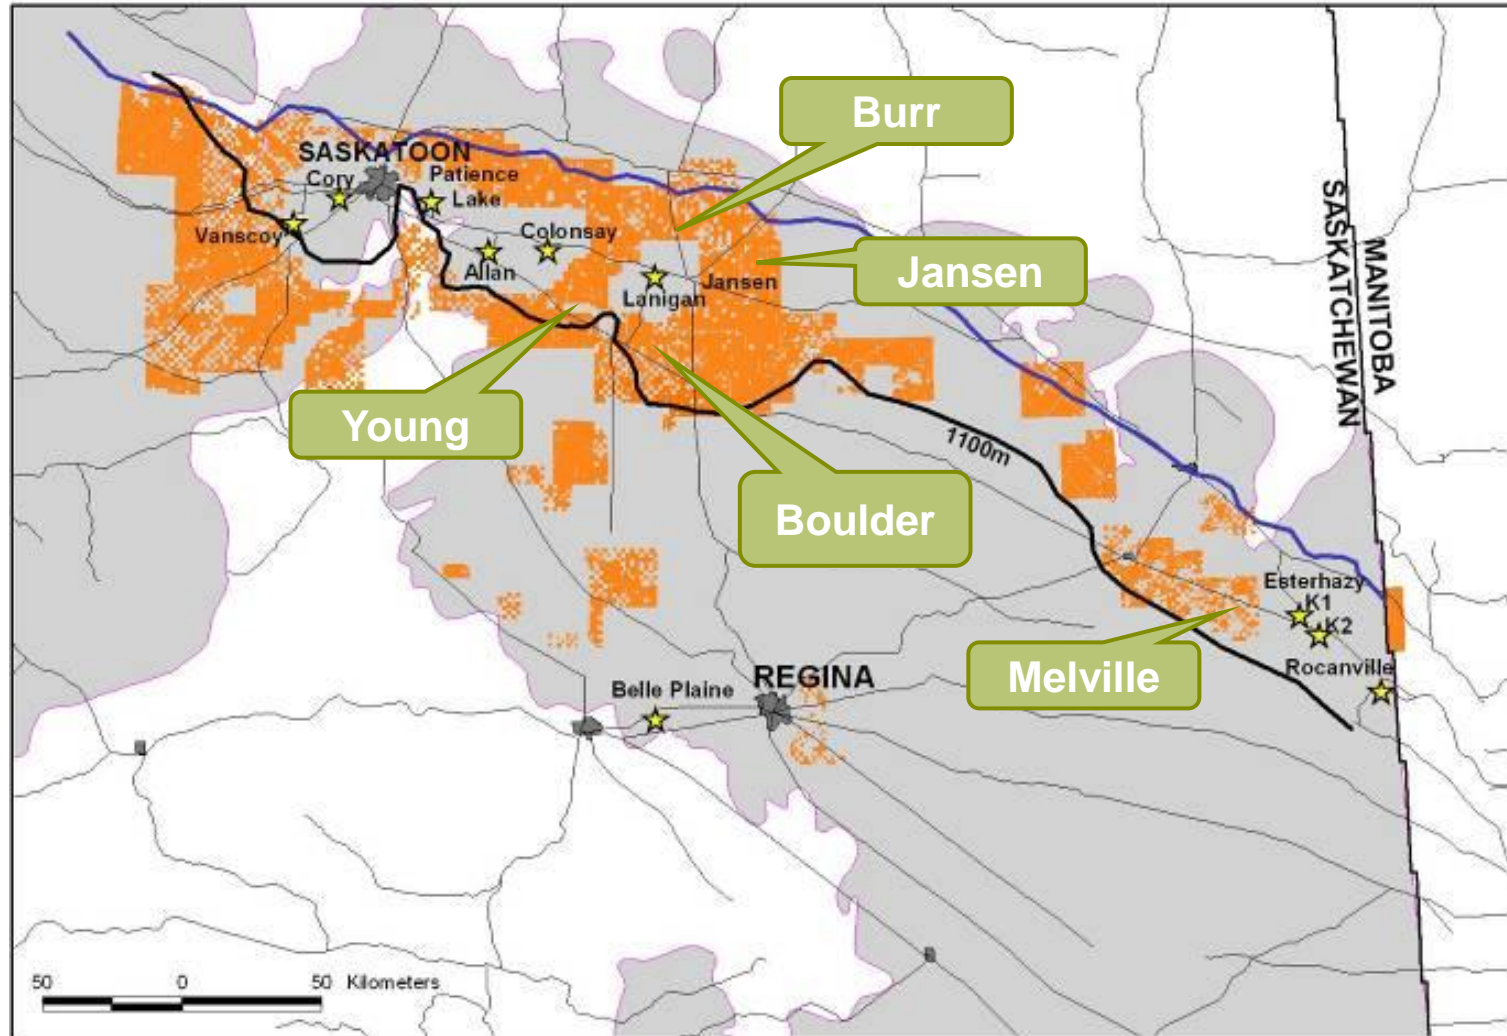 Burr
SASKATOON
Patience
Cory
Lake
Vanscoy
Colonsay
Allan
Jansen
Jansen
Lanigan
SASKATCHEWAN
MANITOBA
Young
1100m
Boulder
Esterhazy
K1
K2
Melville
Rocanville
REGINA
Belle Plaine
50 0 50 Kilometers